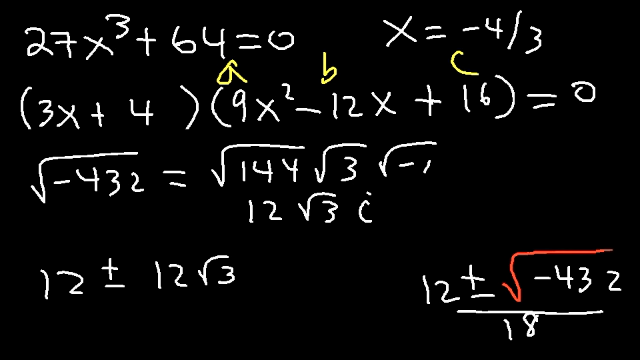 27x³ + 64 = 0 x = -4/3
a b c
(3x + 4 )(9x² - 12x + 16) = 0
√-432 = √144 √3 √-1
12 √3 i
12 ± 12√3
12 ± √-432
18